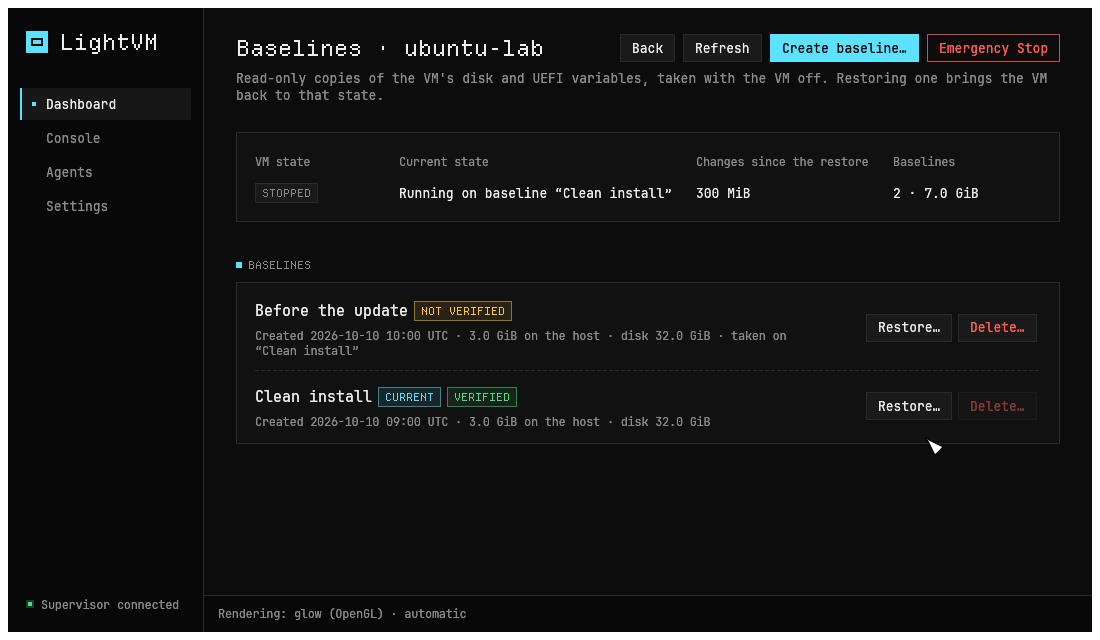 LightVM
Dashboard
Console
Agents
Settings
Supervisor connected
Baselines · ubuntu-lab
Back
Refresh
Create baseline…
Emergency Stop
Read-only copies of the VM's disk and UEFI variables, taken with the VM off. Restoring one brings the VM
back to that state.
VM state
Current state
Changes since the restore
Baselines
STOPPED
Running on baseline “Clean install”
300 MiB
2 · 7.0 GiB
BASELINES
Before the update NOT VERIFIED
Created 2026-10-10 10:00 UTC · 3.0 GiB on the host · disk 32.0 GiB · taken on
“Clean install”
Restore…
Delete…
Clean install CURRENT VERIFIED
Created 2026-10-10 09:00 UTC · 3.0 GiB on the host · disk 32.0 GiB
Restore…
Delete…
Rendering: glow (OpenGL) · automatic